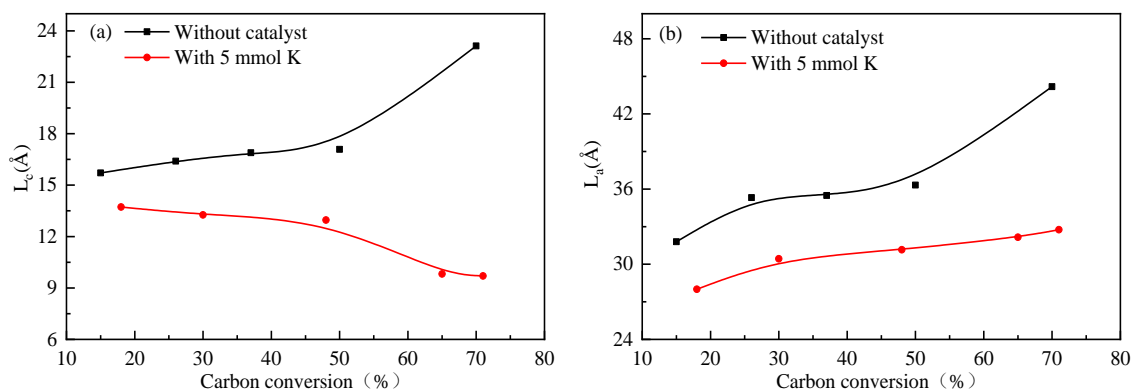 (a)
Without catalyst
With 5 mmol K
24
21
18
15
12
9
6
L_c(Å)
10 20 30 40 50 60 70 80
Carbon conversion（%）
(b)
Without catalyst
With 5 mmol K
48
42
36
30
24
L_a(Å)
10 20 30 40 50 60 70 80
Carbon conversion（%）